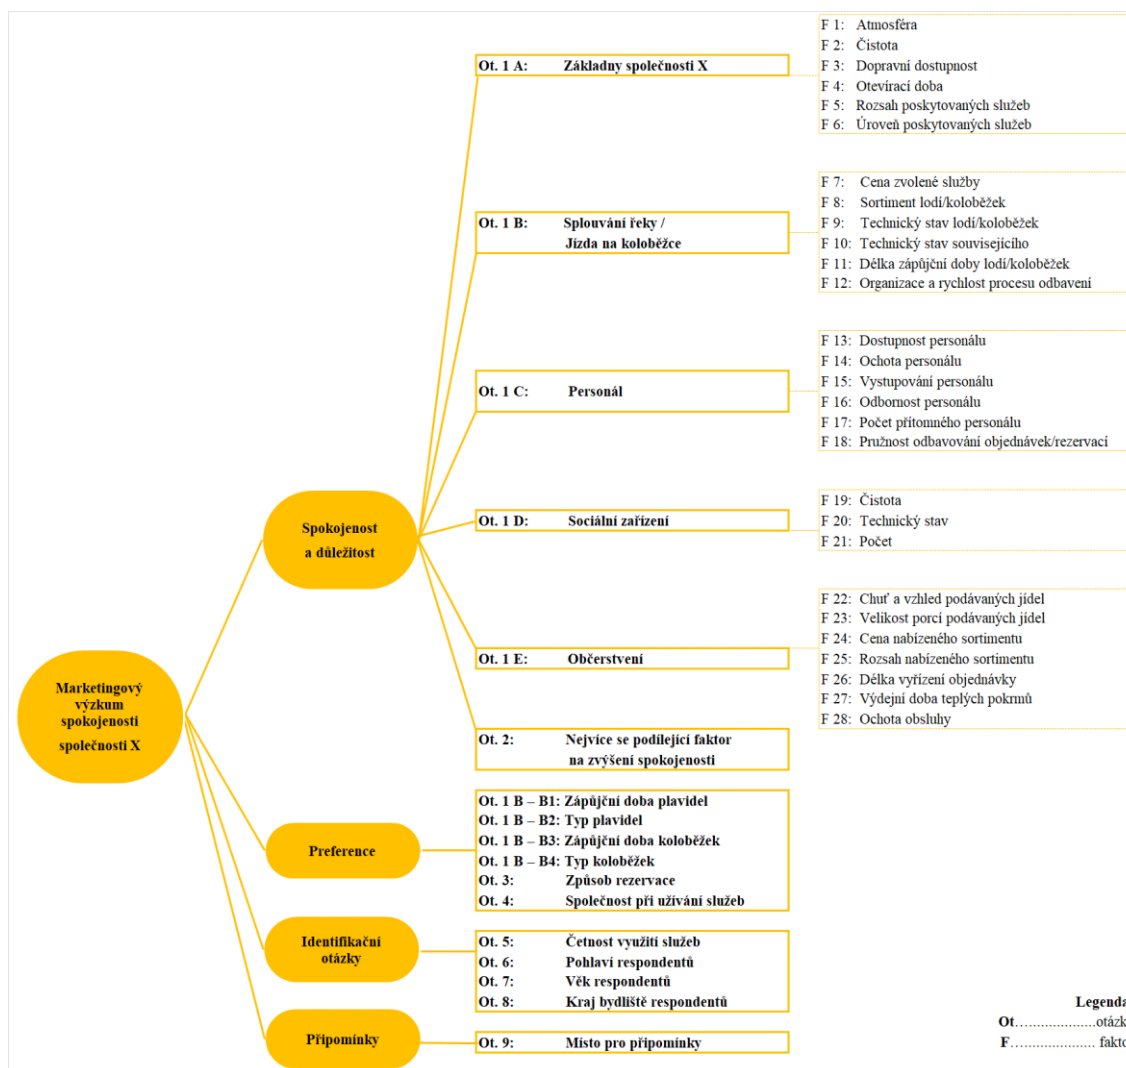 Marketingový
výzkum
spokojenosti
společnosti X
Spokojenost
a důležitost
Ot. 1 A: Základny společnosti X
F 1: Atmosféra
F 2: Čistota
F 3: Dopravní dostupnost
F 4: Otevírací doba
F 5: Rozsah poskytovaných služeb
F 6: Úroveň poskytovaných služeb
Ot. 1 B: Splouvání řeky /
Jízda na koloběžce
F 7: Cena zvolené služby
F 8: Sortiment lodí/koloběžek
F 9: Technický stav lodí/koloběžek
F 10: Technický stav souvisejícího
F 11: Délka zápůjční doby lodí/koloběžek
F 12: Organizace a rychlost procesu odbavení
Ot. 1 C: Personál
F 13: Dostupnost personálu
F 14: Ochota personálu
F 15: Vystupování personálu
F 16: Odbornost personálu
F 17: Počet přítomného personálu
F 18: Pružnost odbavování objednávek/rezervací
Ot. 1 D: Sociální zařízení
F 19: Čistota
F 20: Technický stav
F 21: Počet
Ot. 1 E: Občerstvení
F 22: Chuť a vzhled podávaných jídel
F 23: Velikost porcí podávaných jídel
F 24: Cena nabízeného sortimentu
F 25: Rozsah nabízeného sortimentu
F 26: Délka vyřízení objednávky
F 27: Výdejní doba teplých pokrmů
F 28: Ochota obsluhy
Ot. 2: Nejvíce se podílející faktor
na zvýšení spokojenosti
Preference
Ot. 1 B – B1: Zápůjční doba plavidel
Ot. 1 B – B2: Typ plavidel
Ot. 1 B – B3: Zápůjční doba koloběžek
Ot. 1 B – B4: Typ koloběžek
Ot. 3: Způsob rezervace
Ot. 4: Společnost při užívání služeb
Identifikační
otázky
Ot. 5: Četnost využití služeb
Ot. 6: Pohlaví respondentů
Ot. 7: Věk respondentů
Ot. 8: Kraj bydliště respondentů
Připomínky
Ot. 9: Místo pro připomínky
Legenda
Ot…...................otázk
F…..................... fakto